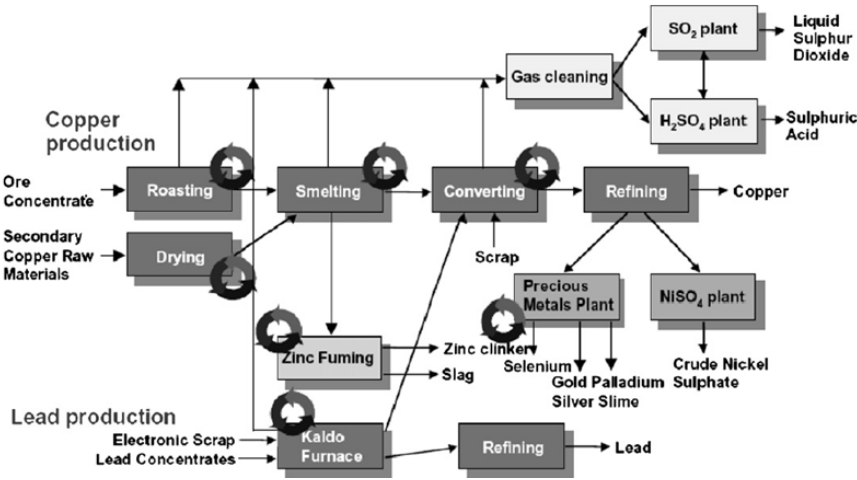 SO2 plant
Liquid
Sulphur
Dioxide
Gas cleaning
H2SO4 plant
Sulphuric
Acid
Copper
production
Ore
Concentrate
Roasting
Smelting
Converting
Refining
Copper
Secondary
Copper Raw
Materials
Drying
Scrap
Precious
Metals Plant
NiSO4 plant
Zinc Fuming
Zinc clinker
Slag
Selenium
Gold Palladium
Silver Slime
Crude Nickel
Sulphate
Lead production
Electronic Scrap
Lead Concentrates
Kaldo
Furnace
Refining
Lead